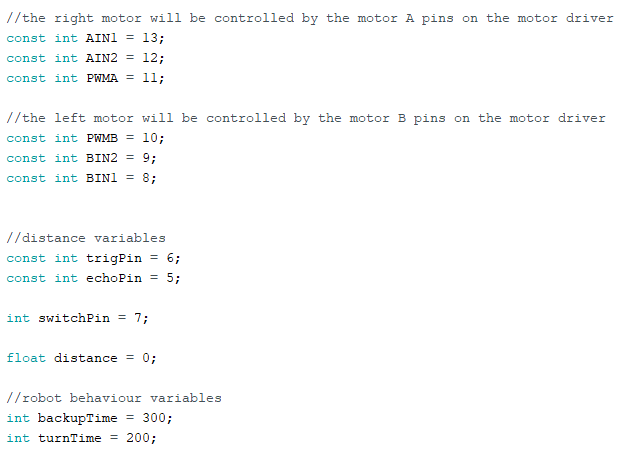 //the right motor will be controlled by the motor A pins on the motor driver
const int AIN1 = 13;
const int AIN2 = 12;
const int PWMA = 11;
//the left motor will be controlled by the motor B pins on the motor driver
const int PWMB = 10;
const int BIN2 = 9;
const int BIN1 = 8;
//distance variables
const int trigPin = 6;
const int echoPin = 5;
int switchPin = 7;
float distance = 0;
//robot behaviour variables
int backupTime = 300;
int turnTime = 200;